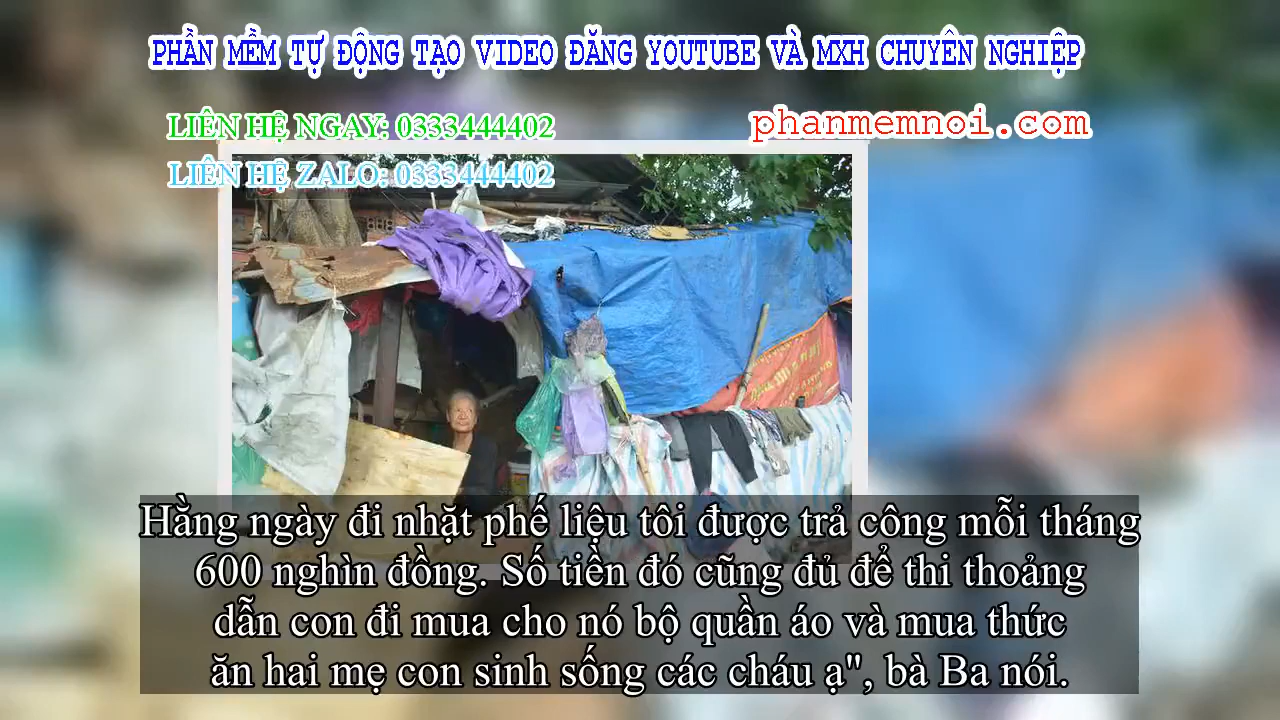 PHẦN MỀM TỰ ĐỘNG TẠO VIDEO ĐĂNG YOUTUBE VÀ MXH CHUYÊN NGHIỆP
LIÊN HỆ NGAY: 0333444402
phanmemnoi.com
LIÊN HỆ ZALO: 0333444402
Hằng ngày đi nhặt phế liệu tôi được trả công mỗi tháng
600 nghìn đồng. Số tiền đó cũng đủ để thi thoảng
dẫn con đi mua cho nó bộ quần áo và mua thức
ăn hai mẹ con sinh sống các cháu ạ", bà Ba nói.